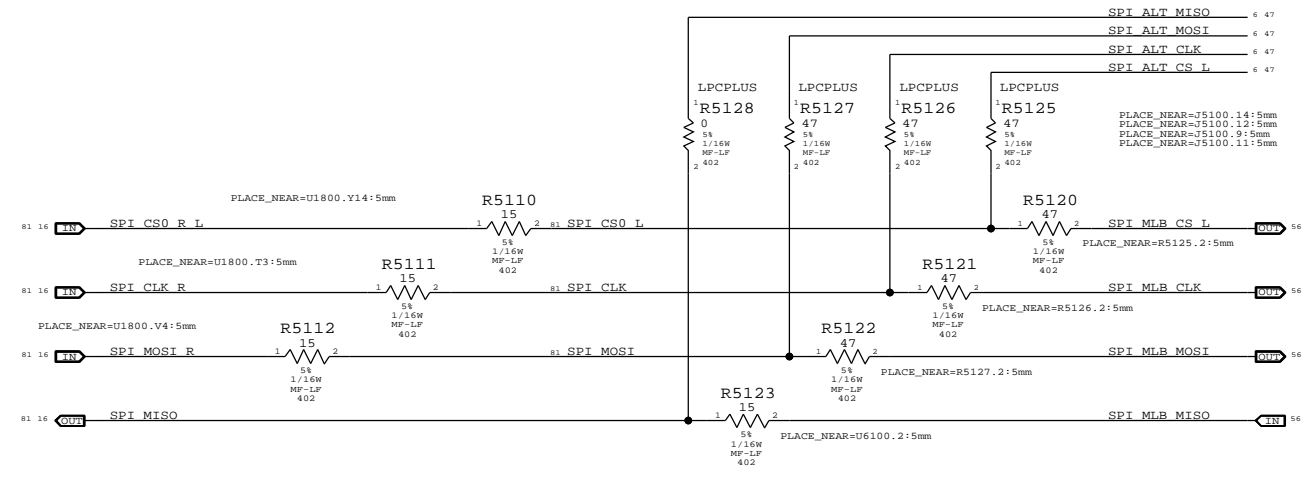 SPI_ALT_MISO 6 47
SPI_ALT_MOSI 6 47
SPI_ALT_CLK 6 47
SPI_ALT_CS_L 6 47
LPCPLUS LPCPLUS LPCPLUS LPCPLUS
1 R5128 1 R5127 1 R5126 1 R5125
0 47 47 47
5% 5% 5% 5%
1/16W 1/16W 1/16W 1/16W
MF-LF MF-LF MF-LF MF-LF
2 402 2 402 2 402 2 402
PLACE_NEAR=J5100.14:5mm
PLACE_NEAR=J5100.12:5mm
PLACE_NEAR=J5100.9:5mm
PLACE_NEAR=J5100.11:5mm
PLACE_NEAR=U1800.Y14:5mm
R5110 R5120
15 47
81 16 IN SPI_CS0_R_L 1 2 81 SPI_CS0_L 1 2 SPI_MLB_CS_L OUT 56
5% 5%
1/16W 1/16W
MF-LF MF-LF
402 402
PLACE_NEAR=R5125.2:5mm
PLACE_NEAR=U1800.T3:5mm
R5111 R5121
15 47
81 16 IN SPI_CLK_R 1 2 81 SPI_CLK 1 2 SPI_MLB_CLK OUT 56
5% 5%
1/16W 1/16W
MF-LF MF-LF
402 402
PLACE_NEAR=R5126.2:5mm
PLACE_NEAR=U1800.V4:5mm
R5112 R5122
15 47
81 16 IN SPI_MOSI_R 1 2 81 SPI_MOSI 1 2 SPI_MLB_MOSI OUT 56
5% 5%
1/16W 1/16W
MF-LF MF-LF
402 402
PLACE_NEAR=R5127.2:5mm
R5123
15
81 16 OUT SPI_MISO 1 2 SPI_MLB_MISO IN 56
5%
1/16W
MF-LF
402
PLACE_NEAR=U6100.2:5mm